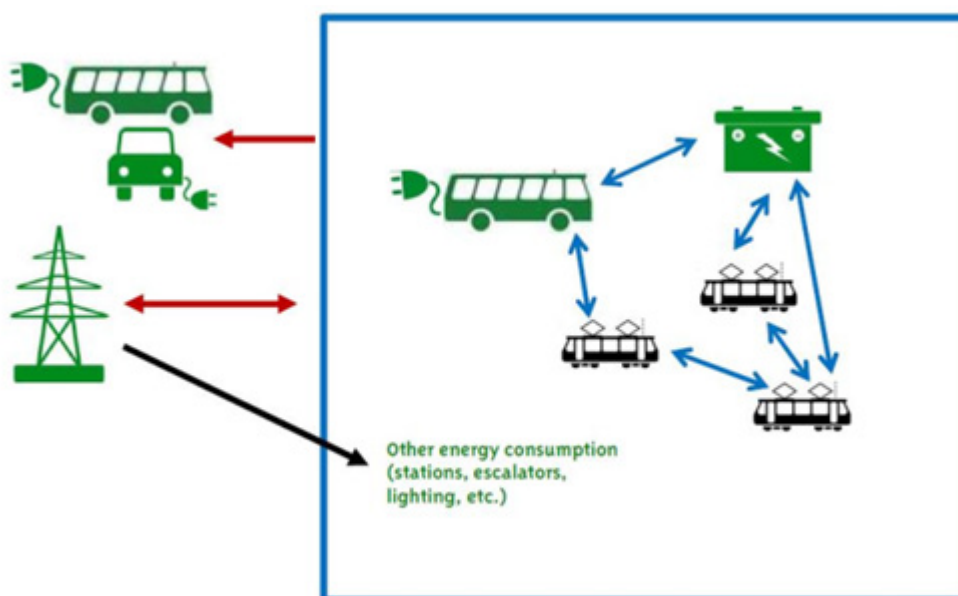 Other energy consumption
(stations, escalators,
lighting, etc.)